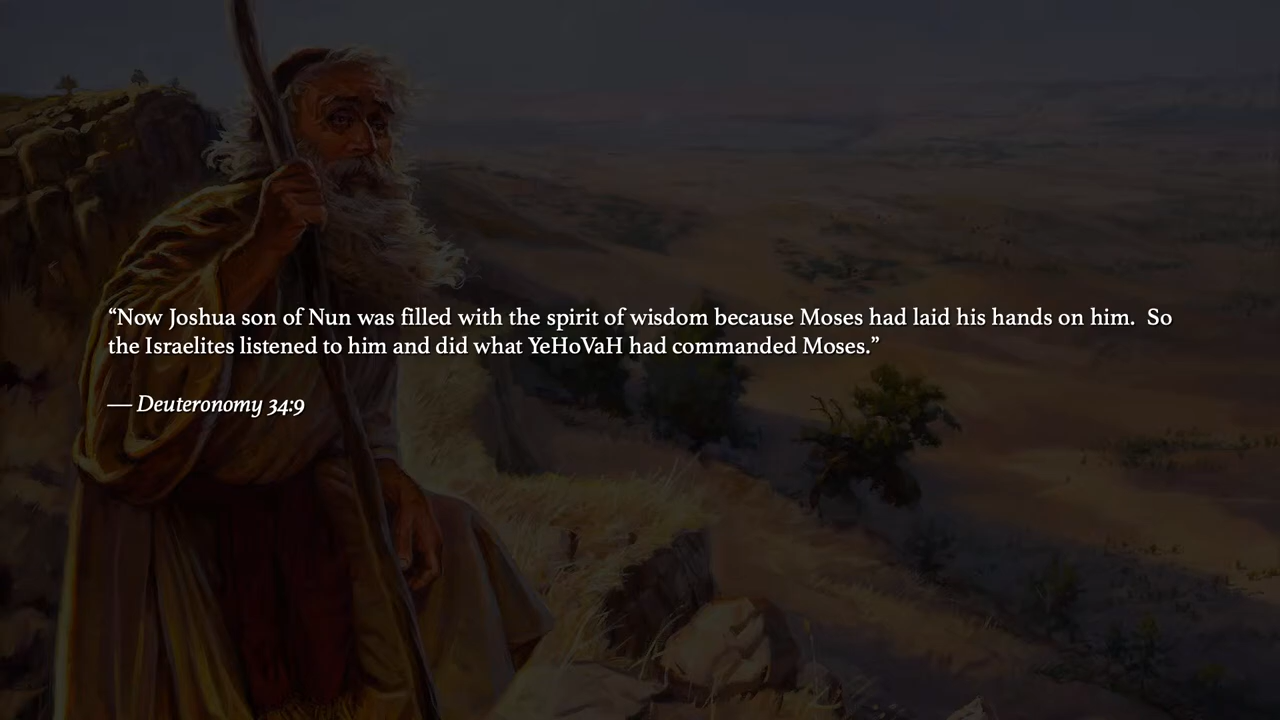 “Now Joshua son of Nun was filled with the spirit of wisdom because Moses had laid his hands on him.  So
the Israelites listened to him and did what YeHoVaH had commanded Moses.”
— Deuteronomy 34:9